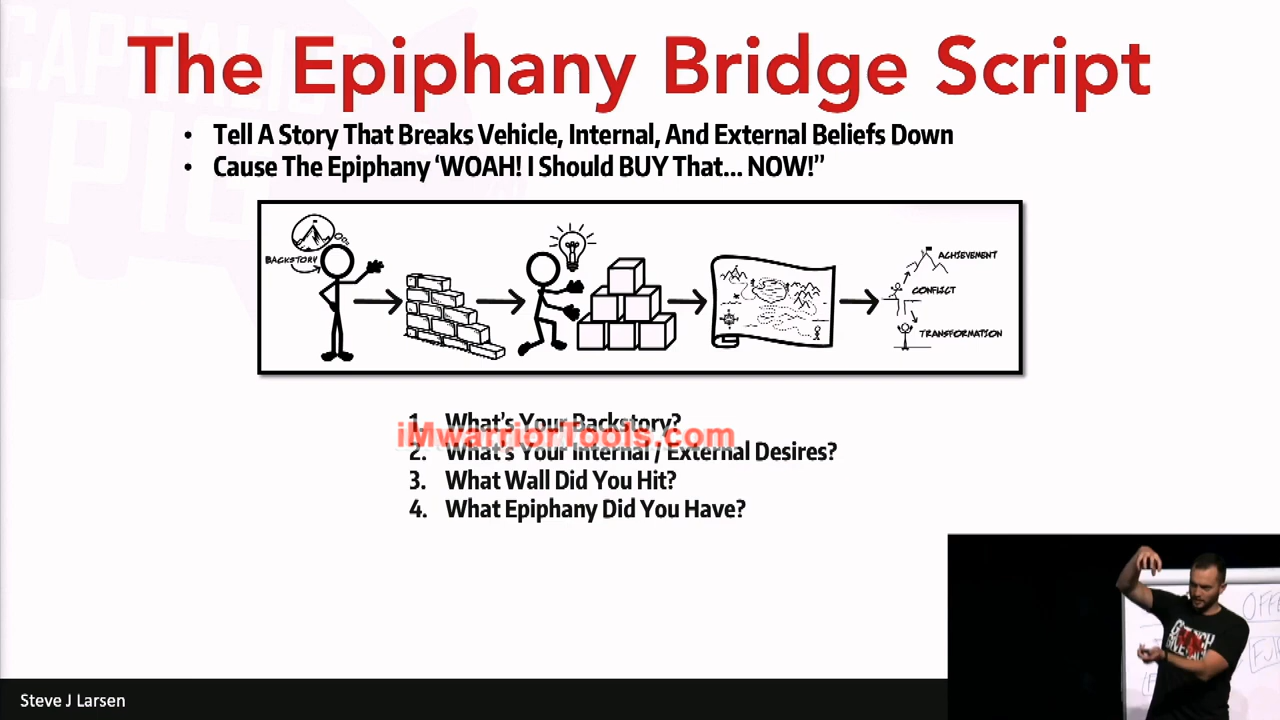 The Epiphany Bridge Script
• Tell A Story That Breaks Vehicle, Internal, And External Beliefs Down
• Cause The Epiphany ‘WOAH! I Should BUY That... NOW!”
BACKSTORY
ACHIEVEMENT
CONFLICT
TRANSFORMATION
1. What's Your Backstory?
iMwarriorTools.com
2. What's Your Internal / External Desires?
3. What Wall Did You Hit?
4. What Epiphany Did You Have?
Steve J Larsen